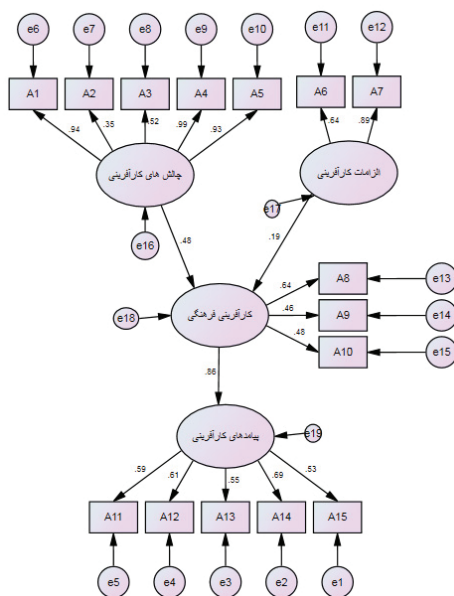 e6 e7 e8 e9 e10 e11 e12
A1 A2 A3 A4 A5 A6 A7
.94 .35 .52 .99 .93 .64 .89
چالش های کارآفرینی
الزامات کارآفرینی
e16 e17
.48 .19
کارآفرینی فرهنگی
e18
.64 A8 e13
.46 A9 e14
.48 A10 e15
.86
پیامدهای کارآفرینی
e19
.59 .61 .55 .69 .53
A11 A12 A13 A14 A15
e5 e4 e3 e2 e1